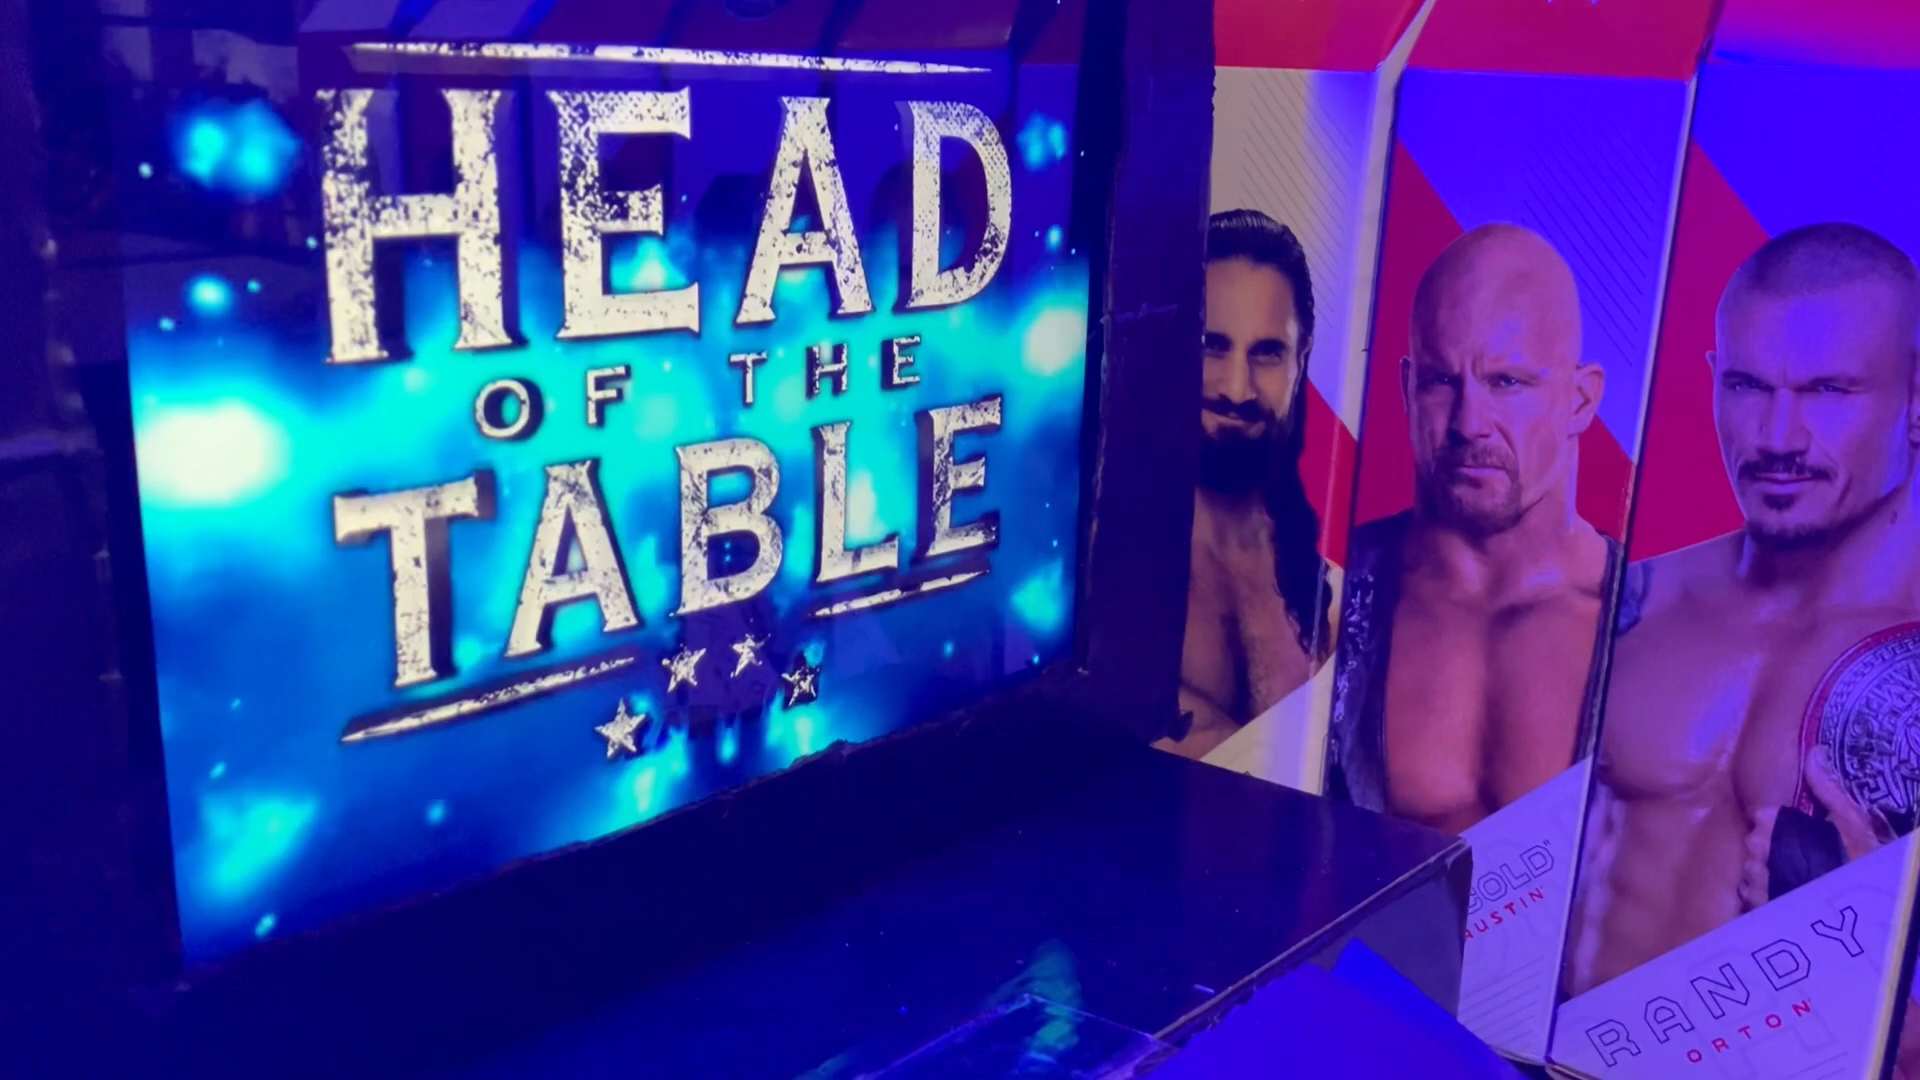 HEAD
OF THE
TABLE
COLD"
AUSTIN
RANDY
ORTON